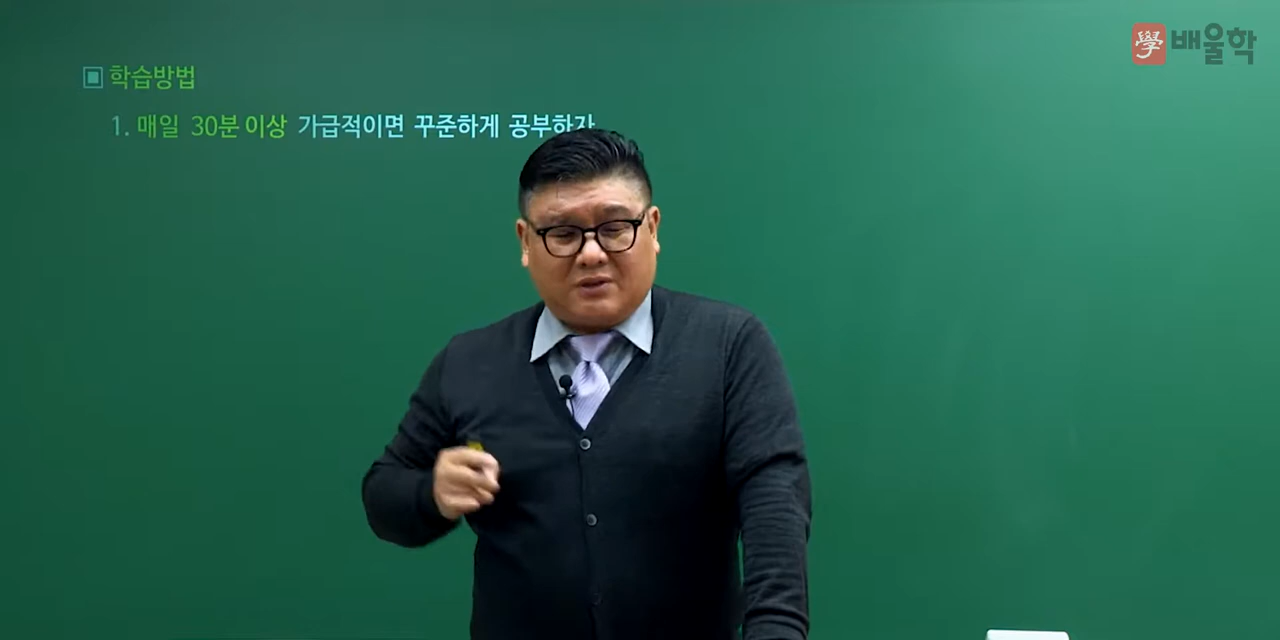 學 배울학
▣ 학습방법
1. 매일 30분 이상 가급적이면 꾸준하게 공부하자